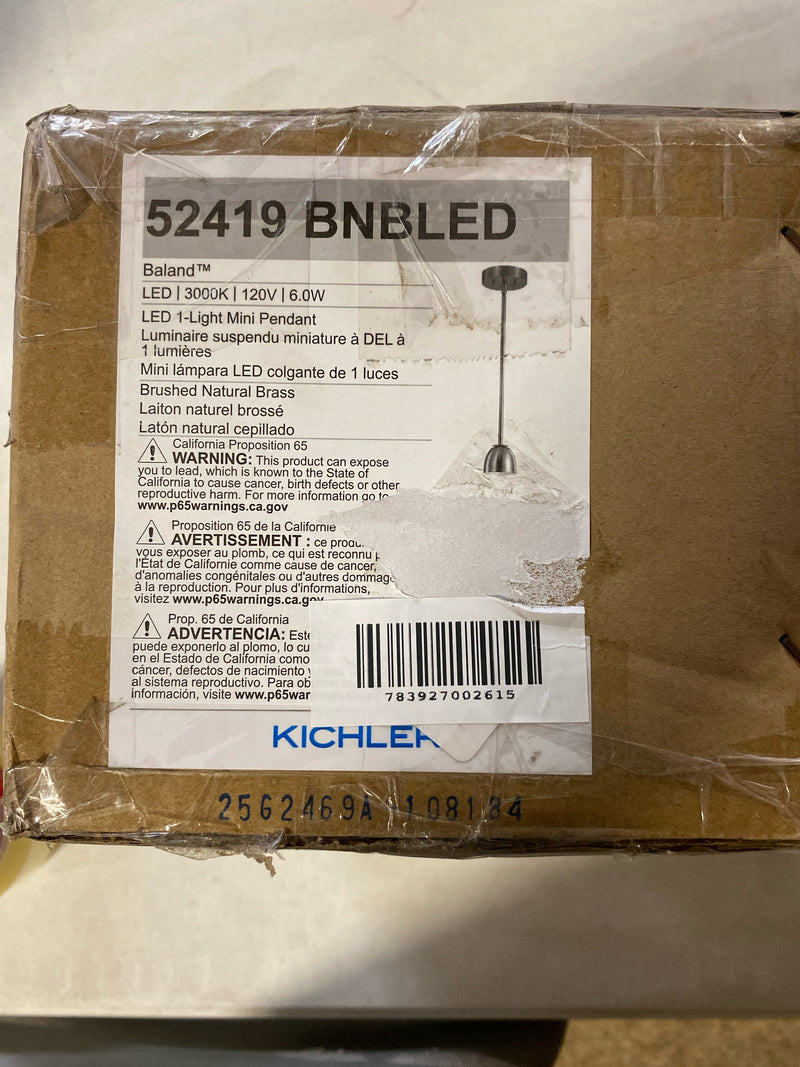 52419 BNBLED
Baland™
LED | 3000K | 120V | 6.0W
LED 1-Light Mini Pendant
Luminaire suspendu miniature à DEL à
1 lumières
Mini lámpara LED colgante de 1 luces
Brushed Natural Brass
Laiton naturel brossé
Latón natural cepillado
California Proposition 65
WARNING: This product can expose
you to lead, which is known to the State of
California to cause cancer, birth defects or other
reproductive harm. For more information go to
www.p65warnings.ca.gov
Proposition 65 de la Californie
AVERTISSEMENT : ce
vous exposer au plomb, ce qui est reconnu
l'État de Californie comme cause de cancer,
d'anomalies congénitales ou d'autres
à la reproduction. Pour plus d'informations,
visitez www.p65warnings.ca.gov
Prop. 65 de California
ADVERTENCIA: Este
puede exponerlo al plomo, lo
en el Estado de California como
cáncer, defectos de nacimiento
al sistema reproductivo. Para
información, visite
783927002615
KICHLER
25G2469A 108134